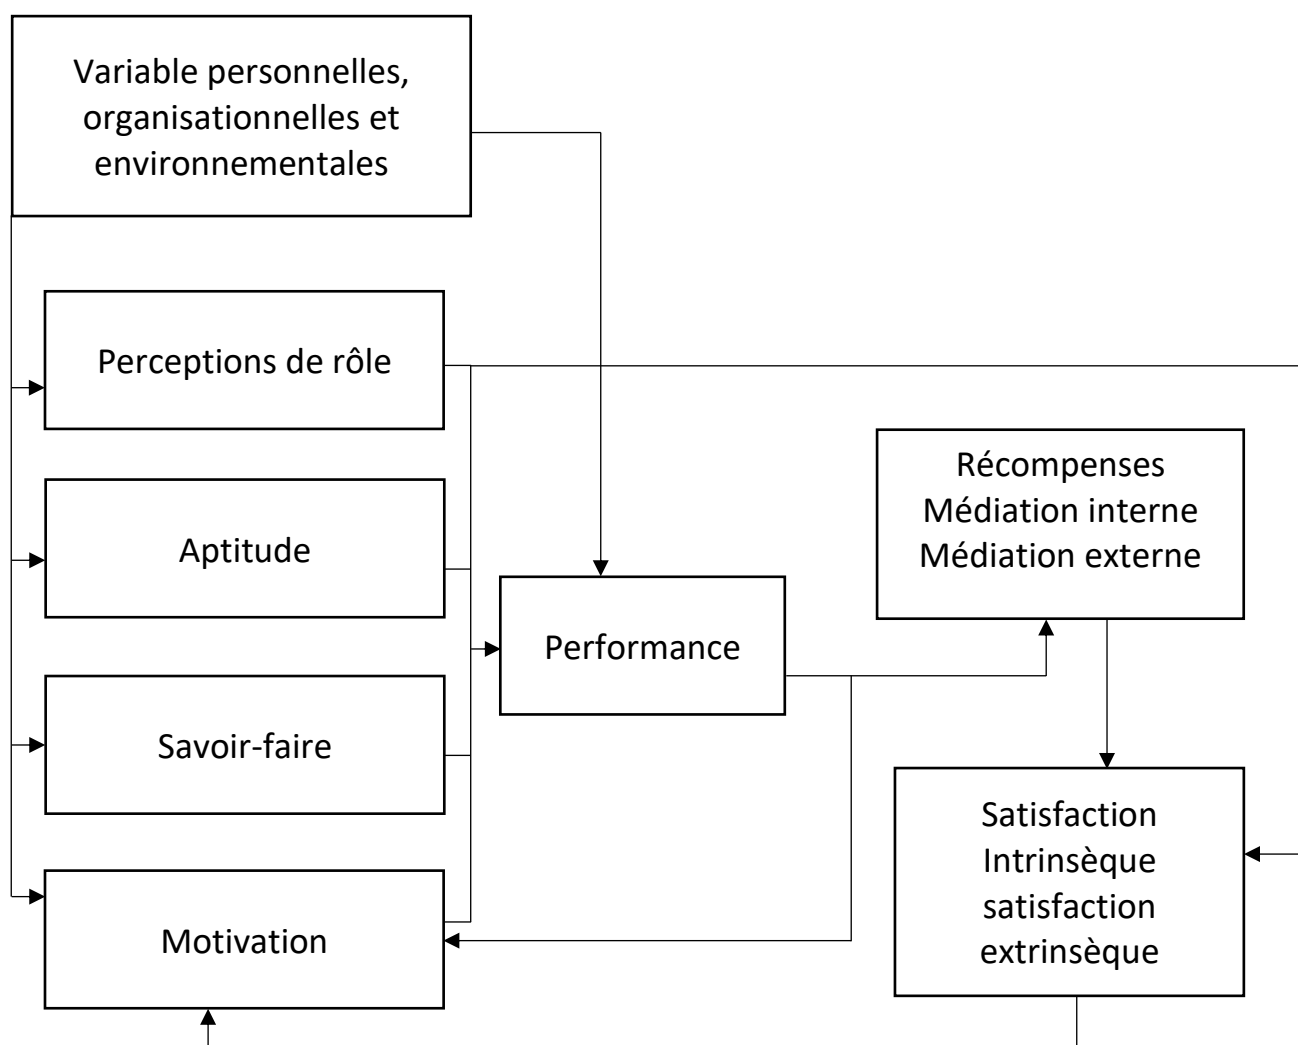 Variable personnelles,
organisationnelles et
environnementales
Perceptions de rôle
Aptitude
Savoir-faire
Motivation
Performance
Récompenses
Médiation interne
Médiation externe
Satisfaction
Intrinsèque
satisfaction
extrinsèque